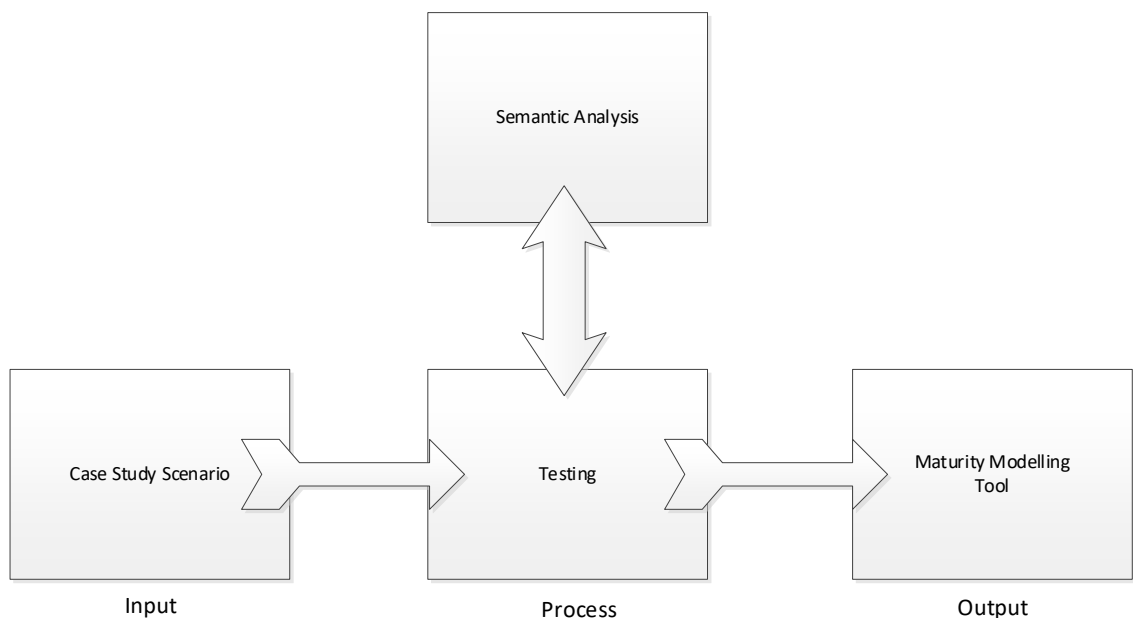 Semantic Analysis
Case Study Scenario
Testing
Maturity Modelling
Tool
Input
Process
Output